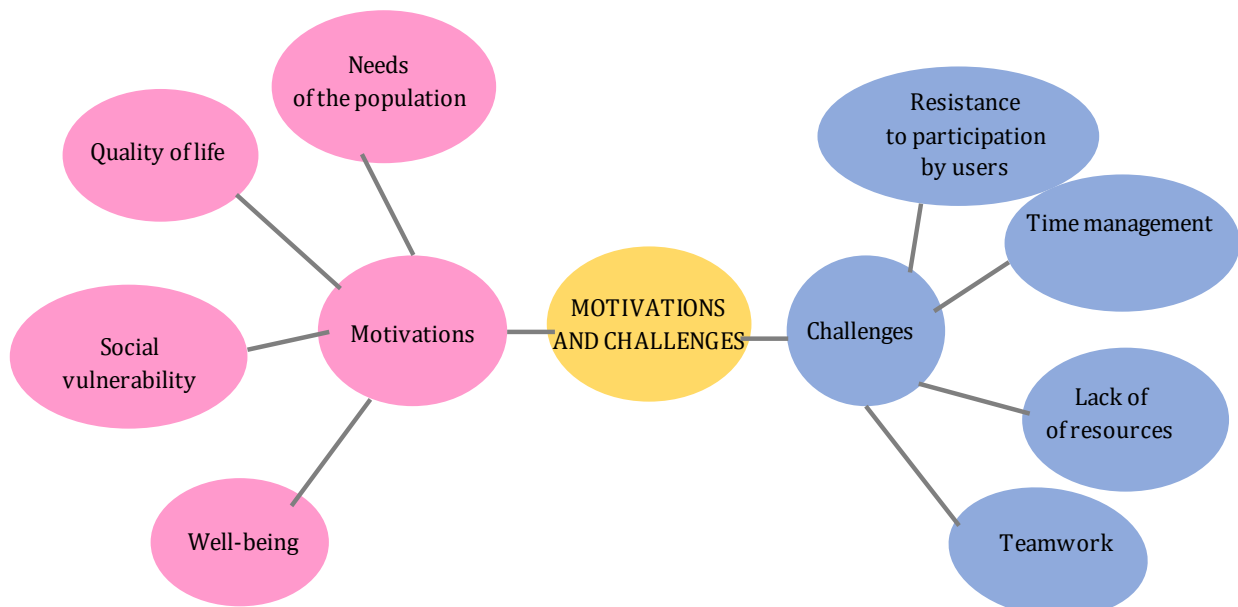 Needs
of the population
Quality of life
Social
vulnerability
Well-being
Motivations
MOTIVATIONS
AND CHALLENGES
Challenges
Resistance
to participation
by users
Time management
Lack of
of resources
Teamwork